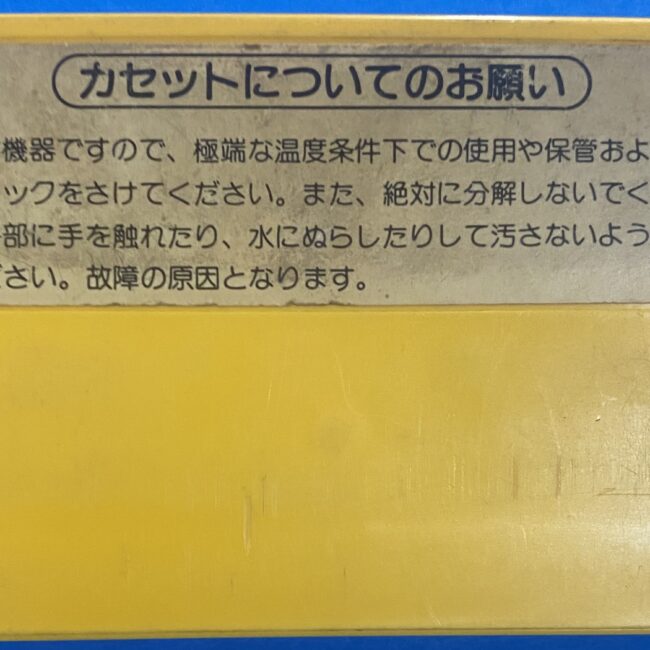 カセットについてのお願い
機器ですので、極端な温度条件下での使用や保管およ
ックをさけてください。また、絶対に分解しないでく
部に手を触れたり、水にぬらしたりして汚さないよう
さい。故障の原因となります。